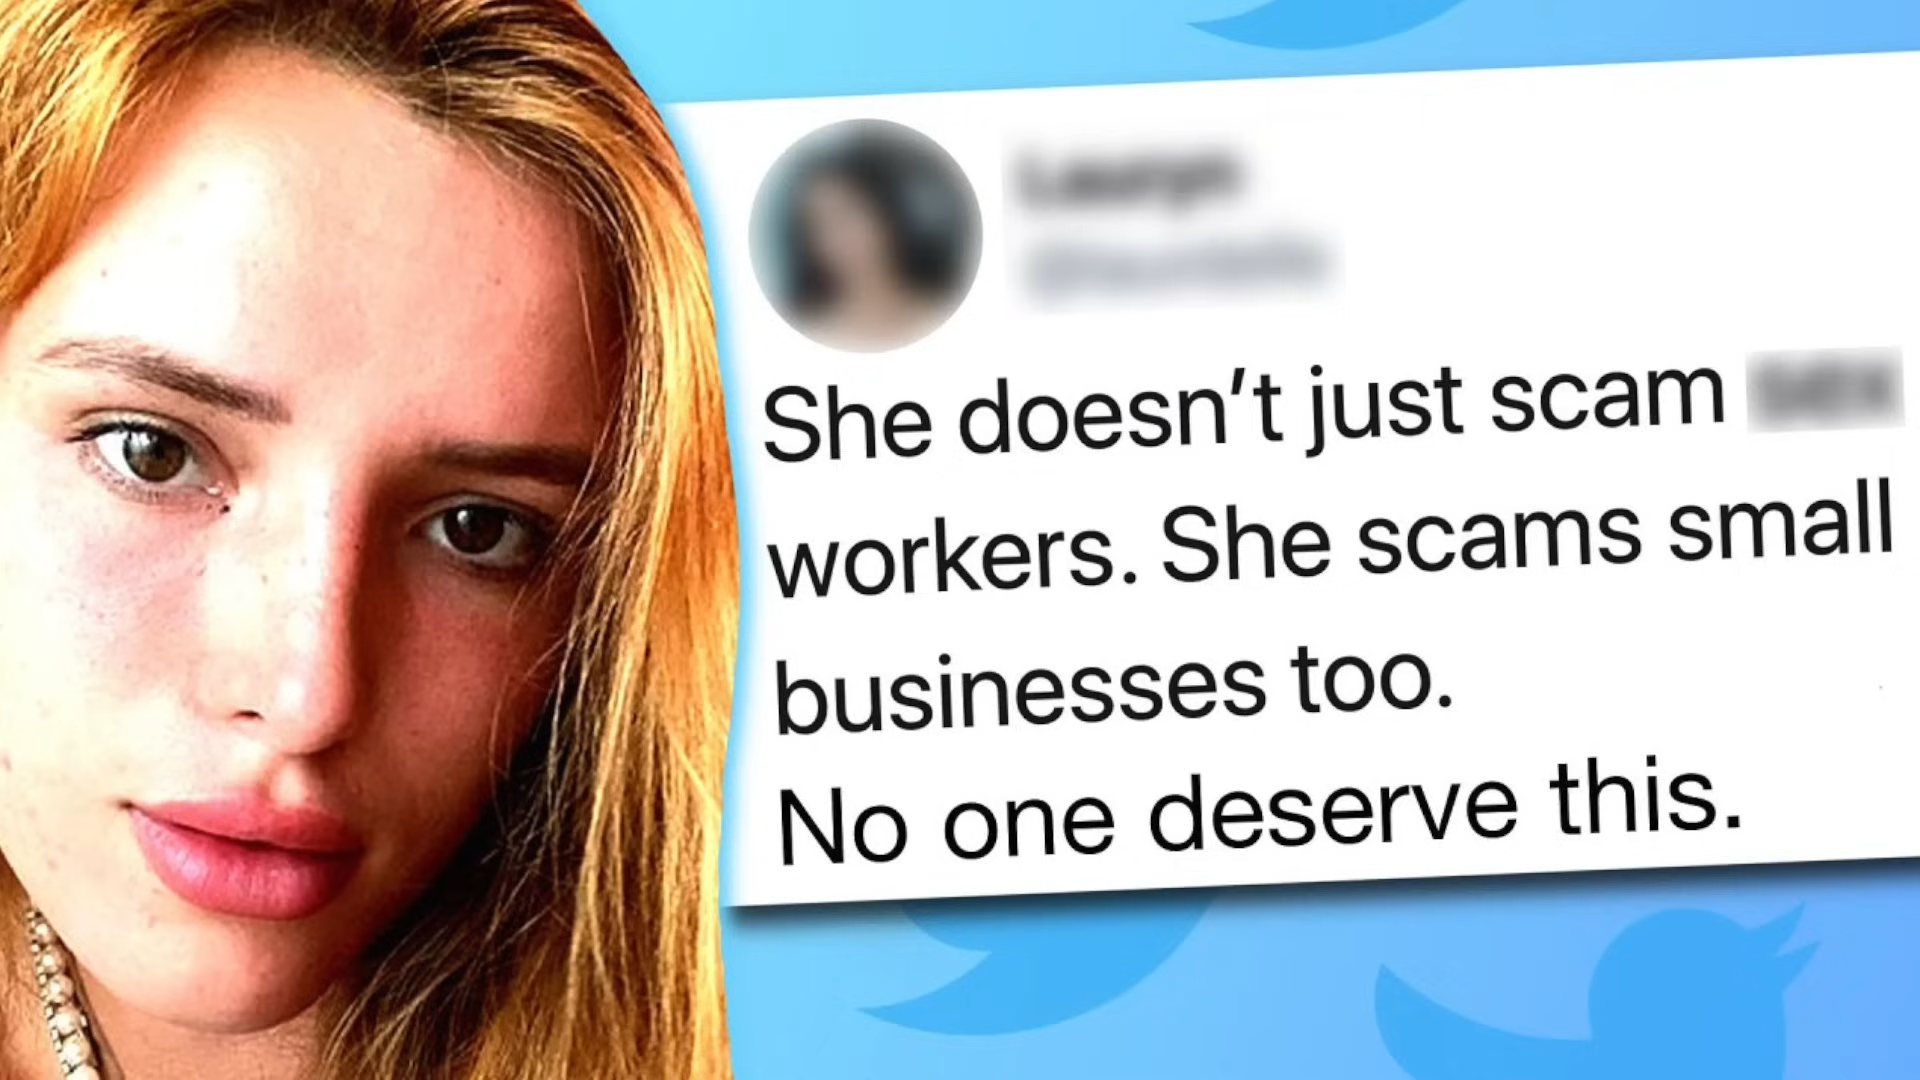 She doesn't just scam
workers. She scams small
businesses too.
No one deserve this.